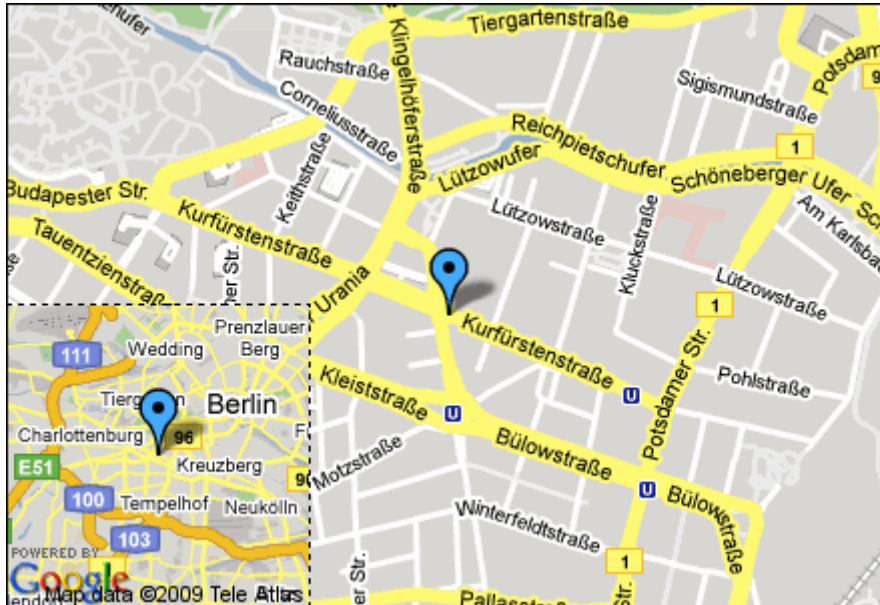 Tiergartenstraße
Klingelhöferstraße
Rauchstraße
Corneliusstraße
Sigismundstraße
1
Reichpietschufer
Lützowufer
Schöneberger Ufer
Keithstraße
Budapester Str.
Kurfürstenstraße
Lützowstraße
Kluckstraße
Am Karlsbad
Tauentzienstraße
Urania
Lützowstraße
1
Kurfürstenstraße
Potsdamer Str.
Pohlstraße
Kleiststraße
U
U
Bülowstraße
Motzstraße
U
Bülowstraße
Winterfeldtstraße
1
Pallasstraße
Prenzlauer
Berg
111
Wedding
Berlin
Charlottenburg
96
E51
Kreuzberg
100
Tempelhof
Neukölln
103
POWERED BY
Google
Map data ©2009 Tele Atlas